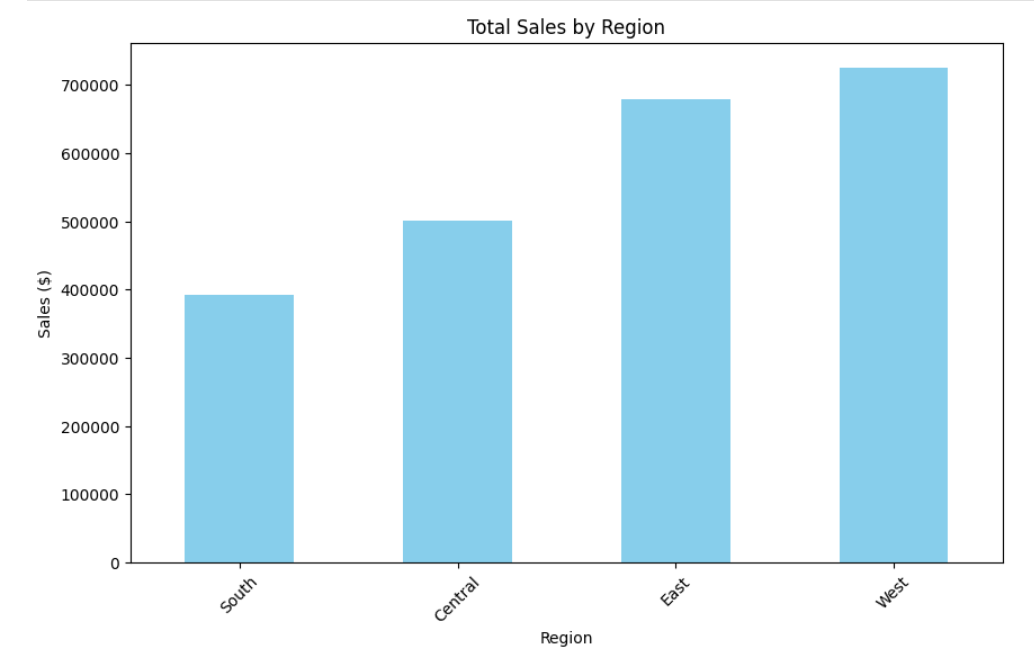 Total Sales by Region
Sales ($)
700000
600000
500000
400000
300000
200000
100000
0
South
Central
East
West
Region